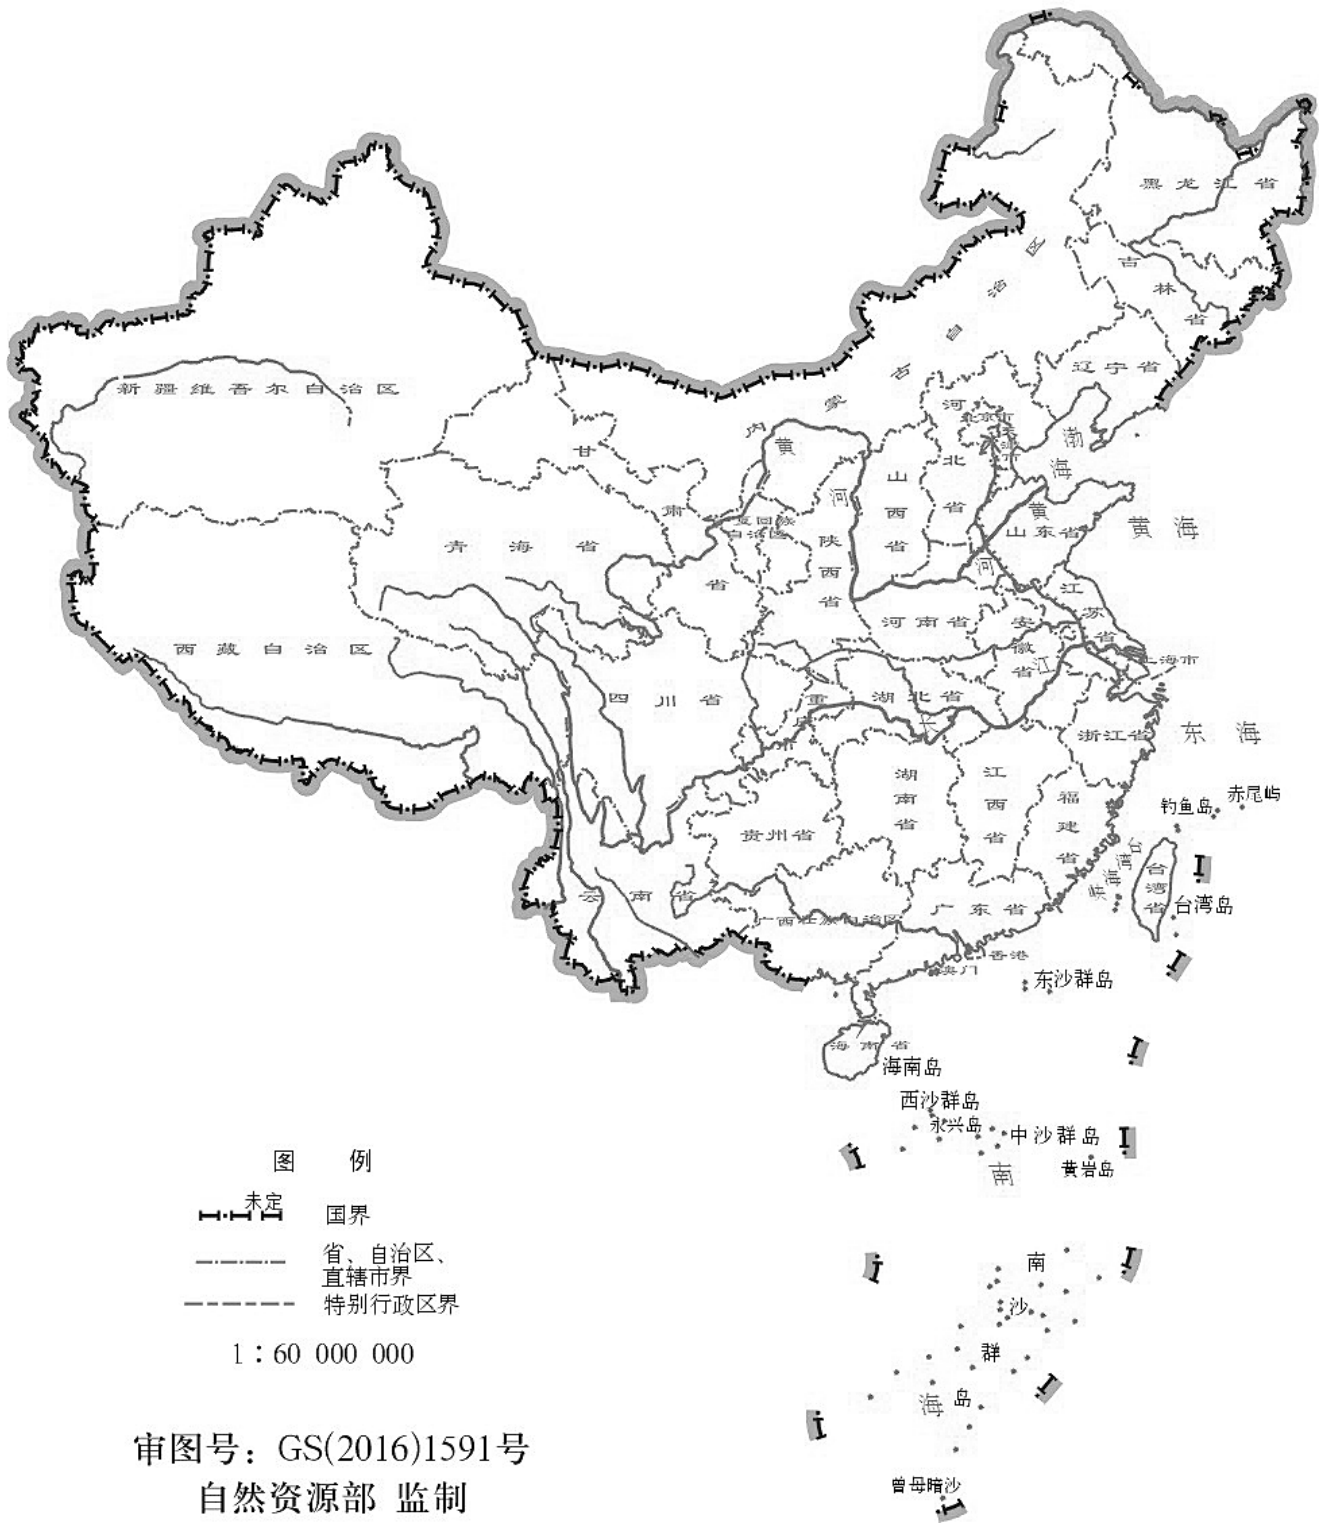 黑龙江省
内蒙古自治区
吉林省
辽宁省
新疆维吾尔自治区
河北省
北京市
天津市
渤海
甘肃省
黄河
山西省
夏回族
自治区
陕西省
黄河
山东省
黄海
青海省
河南省
江苏省
安徽省
上海市
西藏自治区
四川省
重庆市
湖北省
长江
浙江省
东海
湖南省
江西省
福建省
贵州省
钓鱼岛
赤尾屿
台湾海峡
台湾省
台湾岛
云南省
广西壮族自治区
广东省
香港
澳门
东沙群岛
海南省
海南岛
西沙群岛
永兴岛
中沙群岛
黄岩岛
南海
南沙群岛
曾母暗沙
图 例
未定
国界
省、自治区、
直辖市界
特别行政区界
1：60 000 000
审图号：GS(2016)1591号
自然资源部 监制